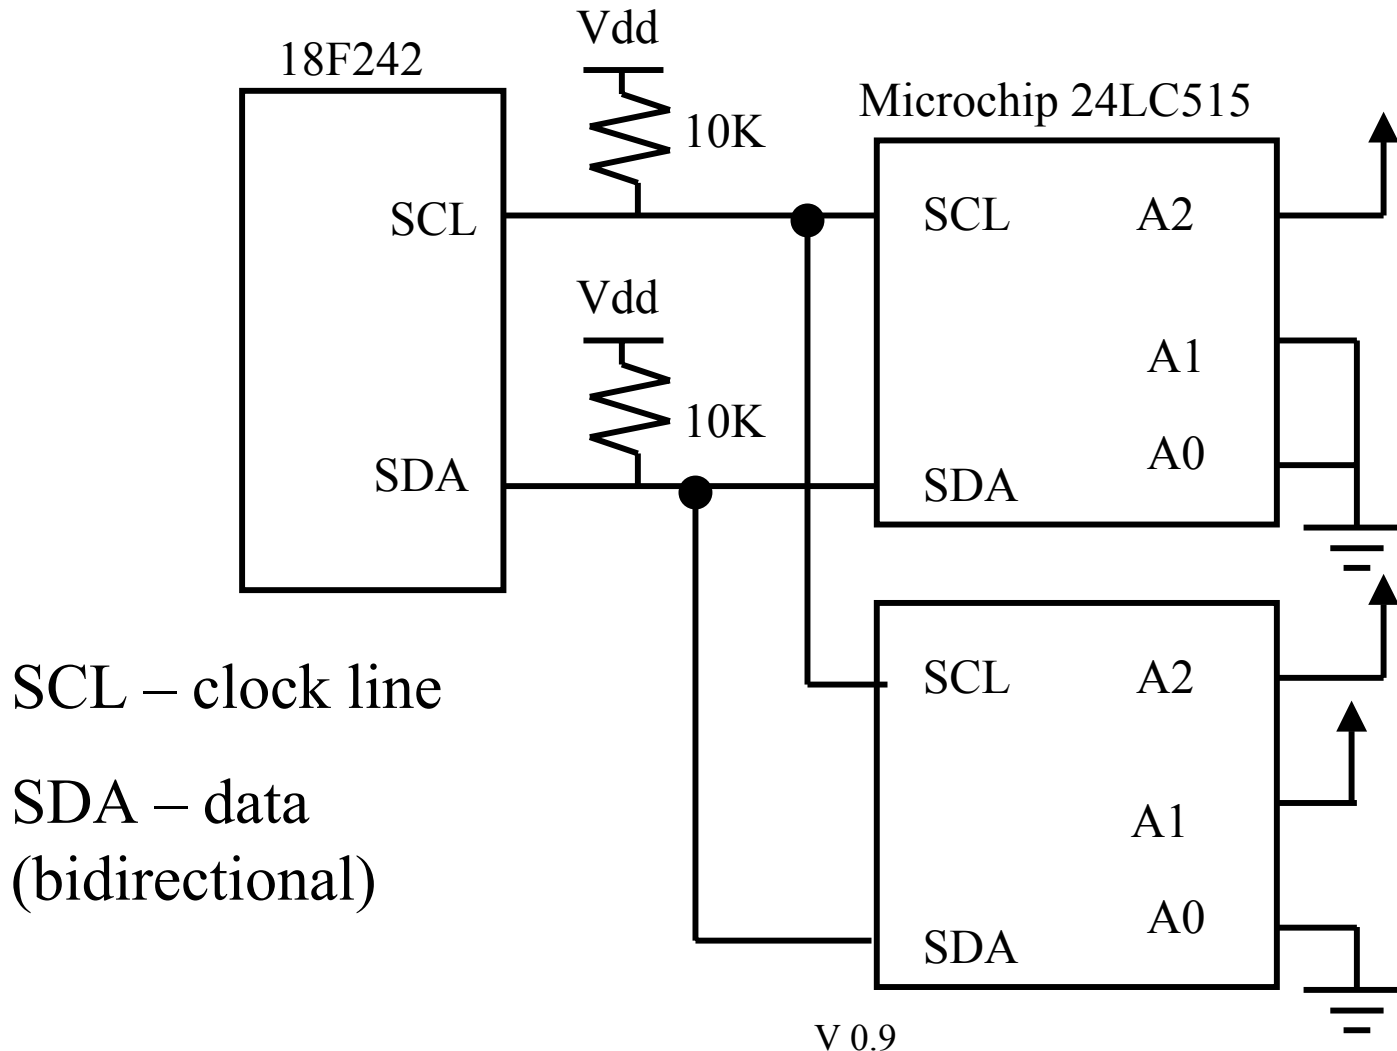 Vdd
18F242
Microchip 24LC515
10K
SCL
SCL
A2
Vdd
A1
10K
A0
SDA
SDA
SCL
A2
SCL – clock line
SDA – data
(bidirectional)
A1
A0
SDA
V 0.9